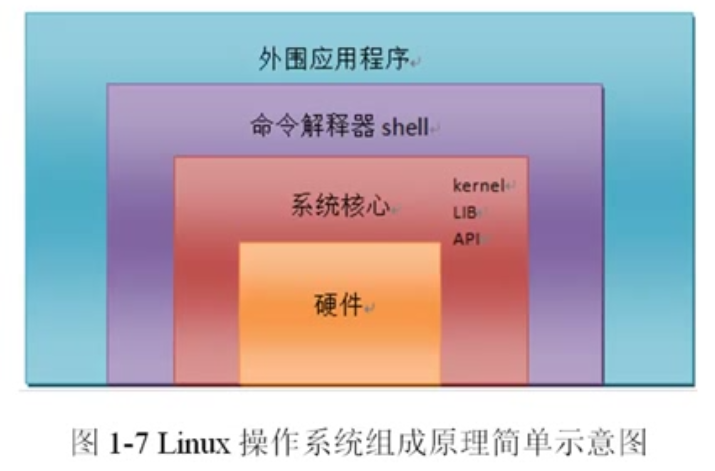 外围应用程序
命令解释器 shell
系统核心
kernel
LIB
API
硬件
图 1-7 Linux 操作系统组成原理简单示意图